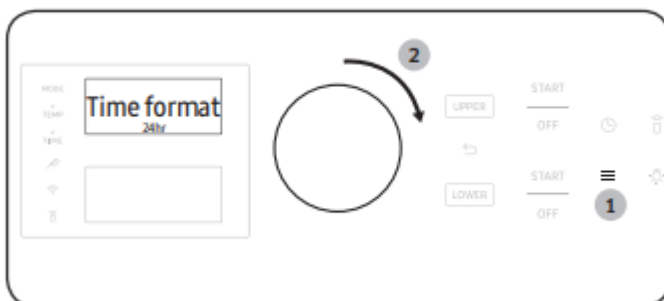 MODE
TEMP
TIME
Time format
24hr
2
UPPER
LOWER
START
OFF
START
OFF
1